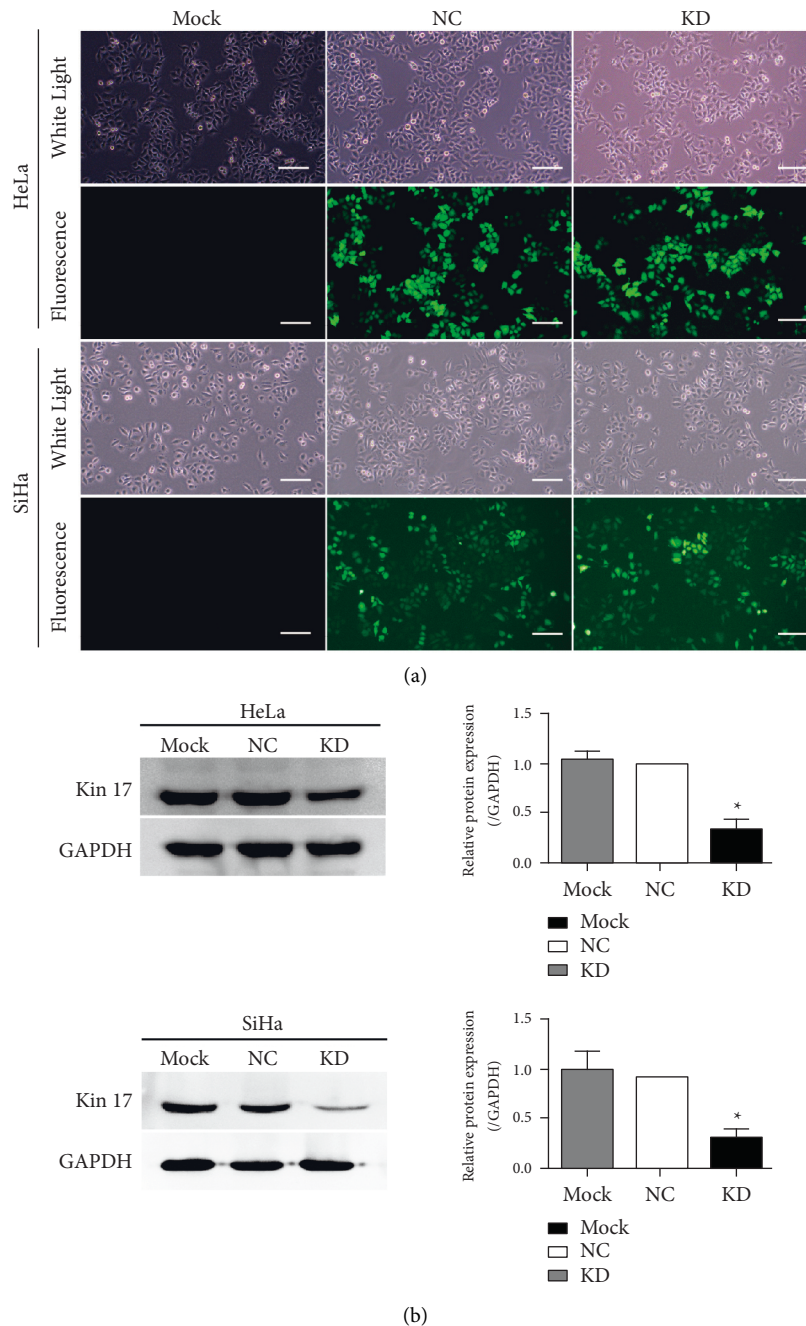 Mock NC KD
HeLa
White Light
Fluorescence
SiHa
White Light
Fluorescence
(a)
HeLa
Mock NC KD
Kin 17
GAPDH
Relative protein expression
(/GAPDH)
1.5
1.0
0.5
0.0
*
Mock NC KD
Mock
NC
KD
SiHa
Mock NC KD
Kin 17
GAPDH
Relative protein expression
(/GAPDH)
1.5
1.0
0.5
0.0
*
Mock NC KD
Mock
NC
KD
(b)